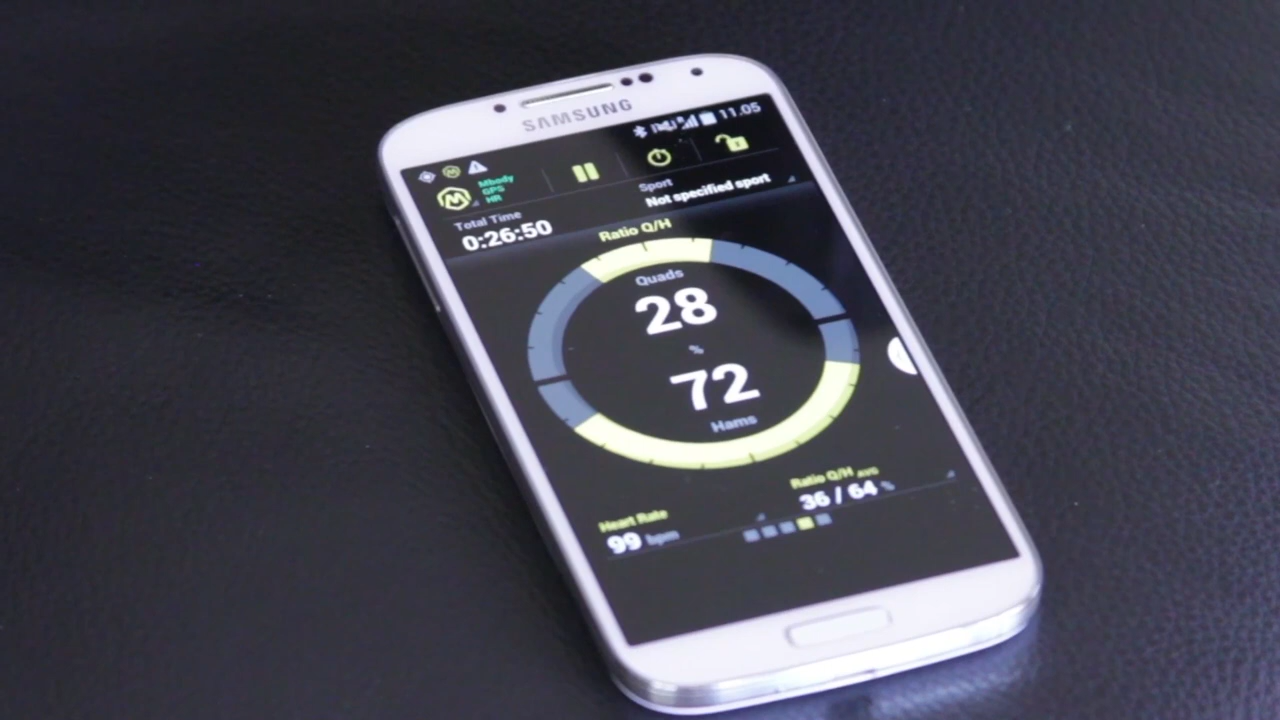 SAMSUNG
11.05
Mbody
GPS
HR
Sport
Not specified sport
Total Time
0:26:50
Ratio Q/H
Quads
28
%
72
Hams
Ratio Q/H AVG
36 / 64 %
Heart Rate
99 bpm